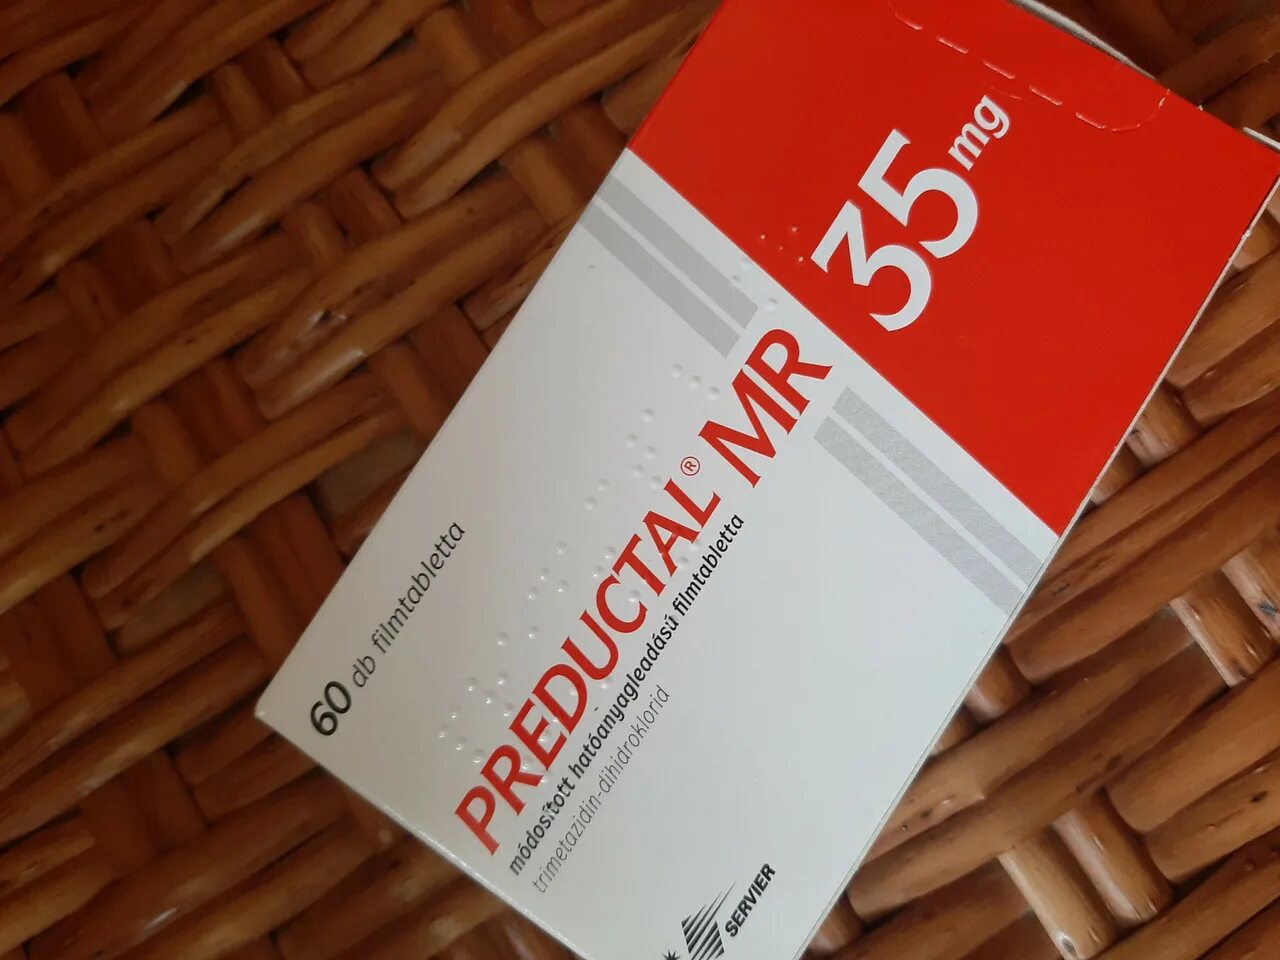 35 mg
PREDUCTAL® MR
módosított hatóanyagleadású filmtabletta
trimetazidin-dihidroklorid
60 db filmtabletta
SERVIER